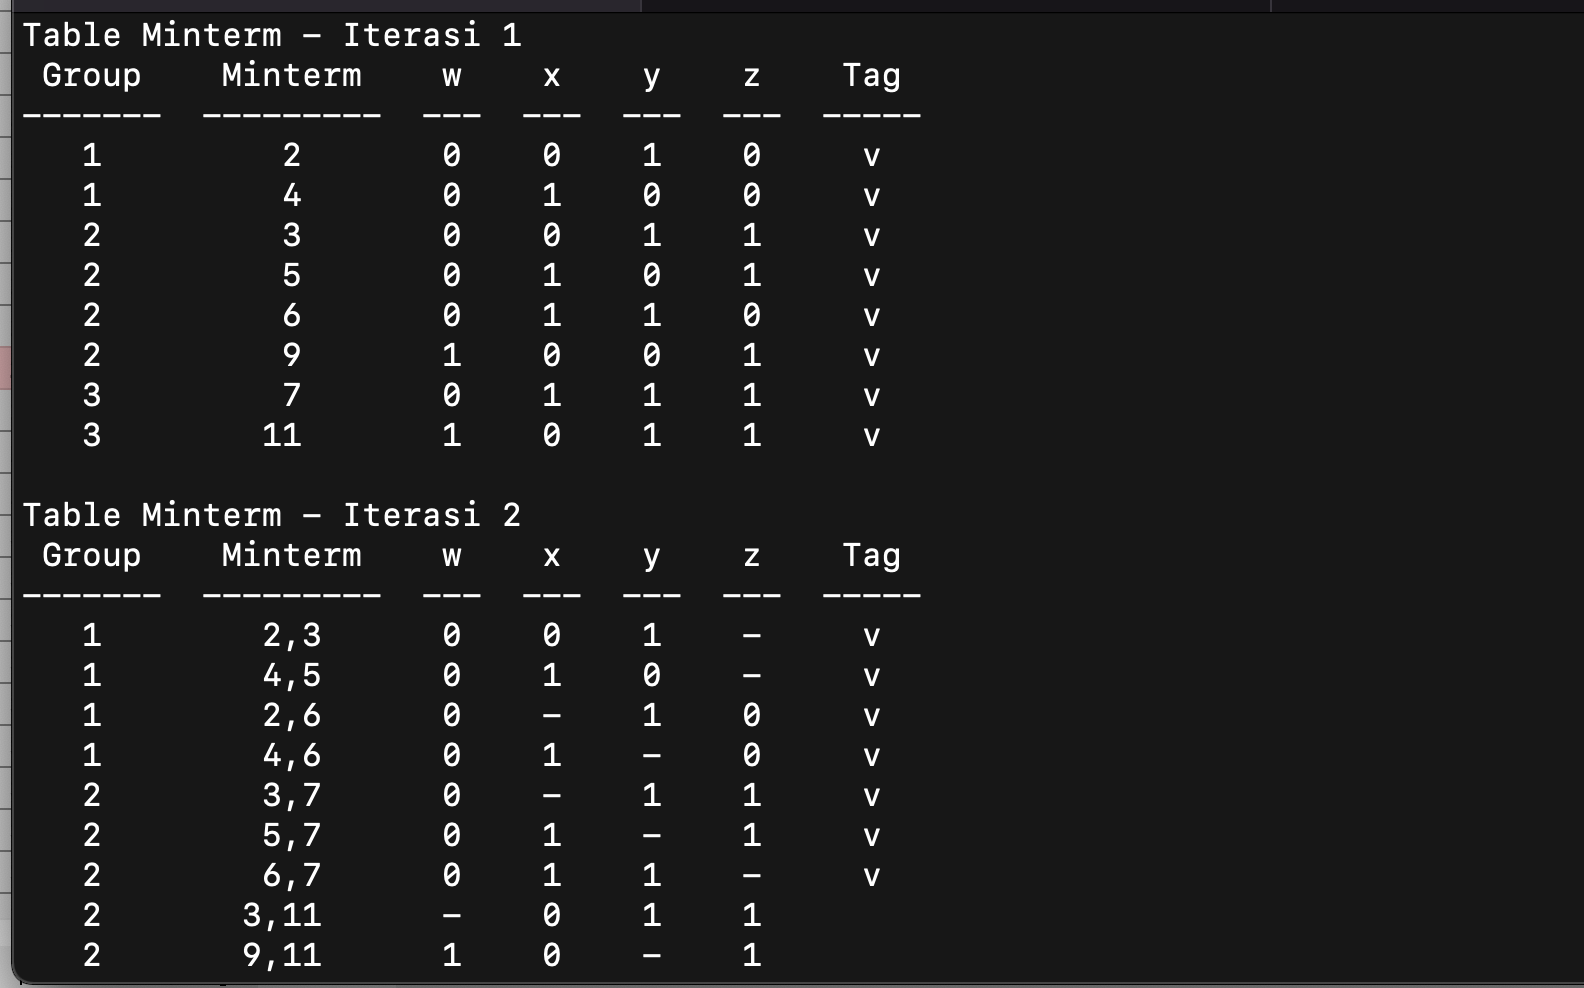 Table Minterm - Iterasi 1
Group Minterm w x y z Tag
------- --------- --- --- --- --- -----
1 2 0 0 1 0 v
1 4 0 1 0 0 v
2 3 0 0 1 1 v
2 5 0 1 0 1 v
2 6 0 1 1 0 v
2 9 1 0 0 1 v
3 7 0 1 1 1 v
3 11 1 0 1 1 v
Table Minterm - Iterasi 2
Group Minterm w x y z Tag
------- --------- --- --- --- --- -----
1 2,3 0 0 1 - v
1 4,5 0 1 0 - v
1 2,6 0 - 1 0 v
1 4,6 0 1 - 0 v
2 3,7 0 - 1 1 v
2 5,7 0 1 - 1 v
2 6,7 0 1 1 - v
2 3,11 - 0 1 1
2 9,11 1 0 - 1